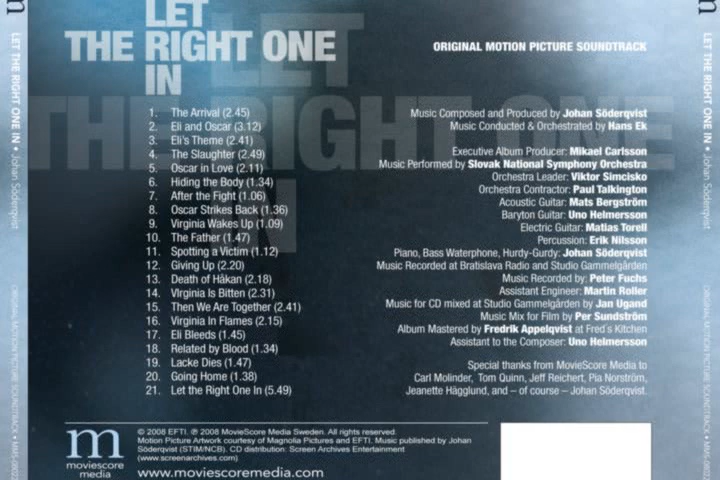 LET
THE RIGHT ONE
IN
ORIGINAL MOTION PICTURE SOUNDTRACK
LET
THE RIGHT ONE
IN
1. The Arrival (2.45)
2. Eli and Oscar (3.12)
3. Eli's Theme (2.41)
4. The Slaughter (2.49)
5. Oscar in Love (2.11)
6. Hiding the Body (1.34)
7. After the Fight (1.06)
8. Oscar Strikes Back (1.36)
9. Virginia Wakes Up (1.09)
10. The Father (1.47)
11. Spotting a Victim (1.12)
12. Giving Up (2.20)
13. Death of Håkan (2.18)
14. Virginia Is Bitten (2.31)
15. Then We Are Together (2.41)
16. Virginia In Flames (2.15)
17. Eli Bleeds (1.45)
18. Related by Blood (1.34)
19. Lacke Dies (1.47)
20. Going Home (1.38)
21. Let the Right One In (5.49)
Music Composed and Produced by Johan Söderqvist
Music Conducted & Orchestrated by Hans Ek
Executive Album Producer: Mikael Carlsson
Music Performed by Slovak National Symphony Orchestra
Orchestra Leader: Viktor Simcisko
Orchestra Contractor: Paul Talkington
Acoustic Guitar: Mats Bergström
Baryton Guitar: Uno Helmersson
Electric Guitar: Matias Torell
Percussion: Erik Nilsson
Piano, Bass Waterphone, Hurdy-Gurdy: Johan Söderqvist
Music Recorded at Bratislava Radio and Studio Gammelgården
Music Recorded by: Peter Fuchs
Assistant Engineer: Martin Roller
Music for CD mixed at Studio Gammelgården by Jan Ugand
Music Mix for Film by Per Sundström
Album Mastered by Fredrik Appelqvist at Fred's Kitchen
Assistant to the Composer: Uno Helmersson
Special thanks from MovieScore Media to
Carl Molinder, Tom Quinn, Jeff Reichert, Pia Norström,
Jeanette Hägglund, and – of course – Johan Söderqvist.
m
moviescore
media
© 2008 EFTI. ℗ 2008 MovieScore Media Sweden. All rights reserved.
Motion Picture Artwork courtesy of Magnolia Pictures and EFTI. Music published by Johan
Söderqvist (STIM/NCB). CD distribution: Screen Archives Entertainment
(www.screenarchives.com)
www.moviescoremedia.com
m
LET THE RIGHT ONE IN • Johan Söderqvist
ORIGINAL MOTION PICTURE SOUNDTRACK
m
LET THE RIGHT ONE IN • Johan Söderqvist
ORIGINAL MOTION PICTURE SOUNDTRACK